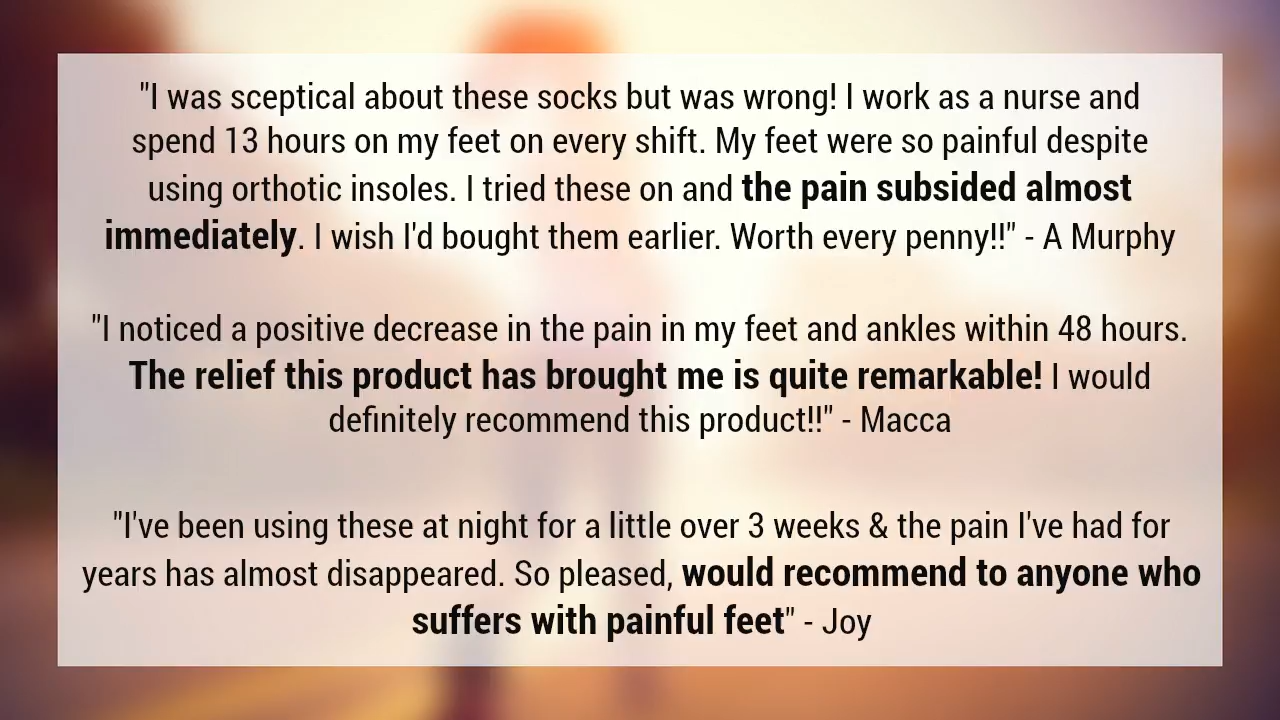 "I was sceptical about these socks but was wrong! I work as a nurse and
spend 13 hours on my feet on every shift. My feet were so painful despite
using orthotic insoles. I tried these on and the pain subsided almost
immediately. I wish I'd bought them earlier. Worth every penny!!" - A Murphy
"I noticed a positive decrease in the pain in my feet and ankles within 48 hours.
The relief this product has brought me is quite remarkable! I would
definitely recommend this product!!" - Macca
"I've been using these at night for a little over 3 weeks & the pain I've had for
years has almost disappeared. So pleased, would recommend to anyone who
suffers with painful feet" - Joy